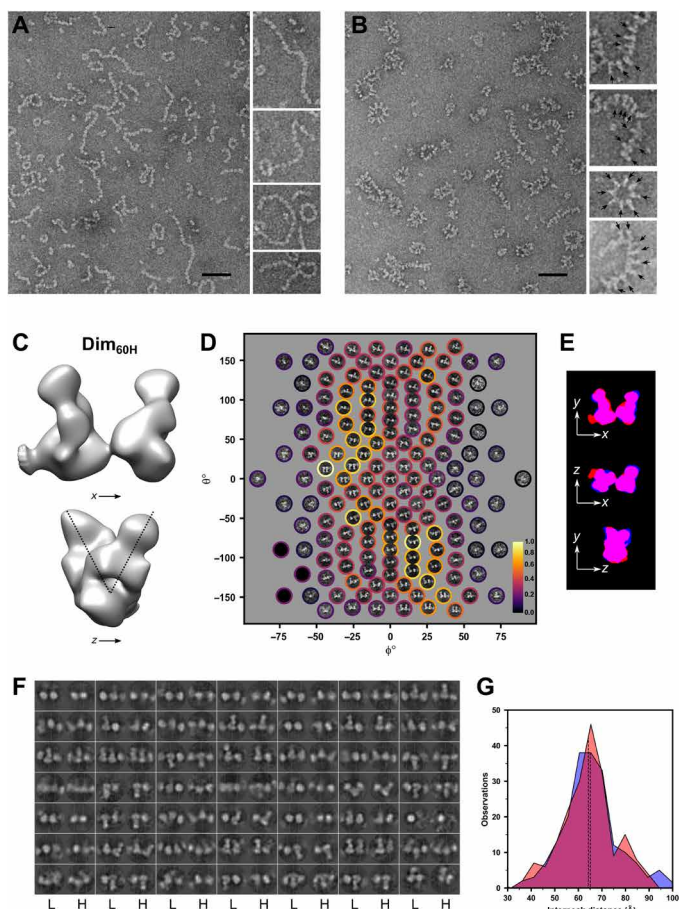 A
B
C
Dim60H
x
z
D
150
100
50
0
−50
−100
−150
θ°
−75
−50
−25
0
25
50
75
ϕ°
1.0
0.8
0.6
0.4
0.2
0.0
E
y
x
z
x
y
z
F
L H L H L H L H L H L H L H
G
50
40
30
20
10
0
Observations
30 40 50 60 70 80 90 100